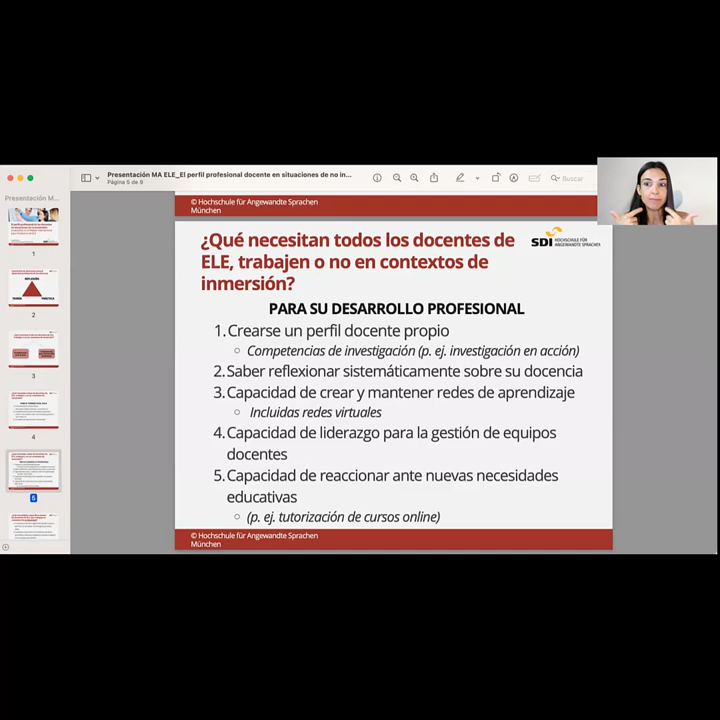 Presentación MA ELE_El perfil profesional docente en situaciones de no in...
Página 5 de 9
Buscar
Presentación M...
1
2
3
4
5
© Hochschule für Angewandte Sprachen
München
¿Qué necesitan todos los docentes de
ELE, trabajen o no en contextos de
inmersión?
SDI HOCHSCHULE FÜR
ANGEWANDTE SPRACHEN
PARA SU DESARROLLO PROFESIONAL
1. Crearse un perfil docente propio
Competencias de investigación (p. ej. investigación en acción)
2. Saber reflexionar sistemáticamente sobre su docencia
3. Capacidad de crear y mantener redes de aprendizaje
Incluidas redes virtuales
4. Capacidad de liderazgo para la gestión de equipos
docentes
5. Capacidad de reaccionar ante nuevas necesidades
educativas
(p. ej. tutorización de cursos online)
© Hochschule für Angewandte Sprachen
München